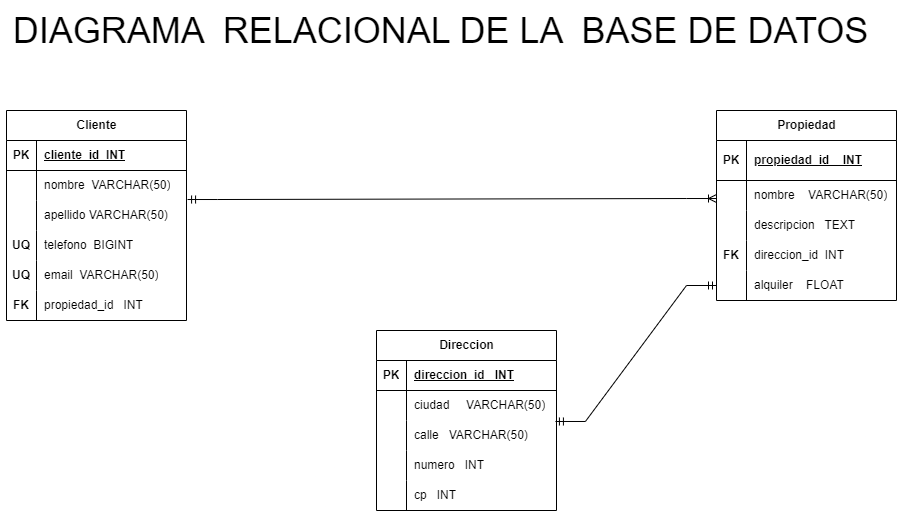 DIAGRAMA RELACIONAL DE LA BASE DE DATOS
Cliente
PK cliente_id INT
nombre VARCHAR(50)
apellido VARCHAR(50)
UQ telefono BIGINT
UQ email VARCHAR(50)
FK propiedad_id INT
Propiedad
PK propiedad_id INT
nombre VARCHAR(50)
descripcion TEXT
FK direccion_id INT
alquiler FLOAT
Direccion
PK direccion_id INT
ciudad VARCHAR(50)
calle VARCHAR(50)
numero INT
cp INT